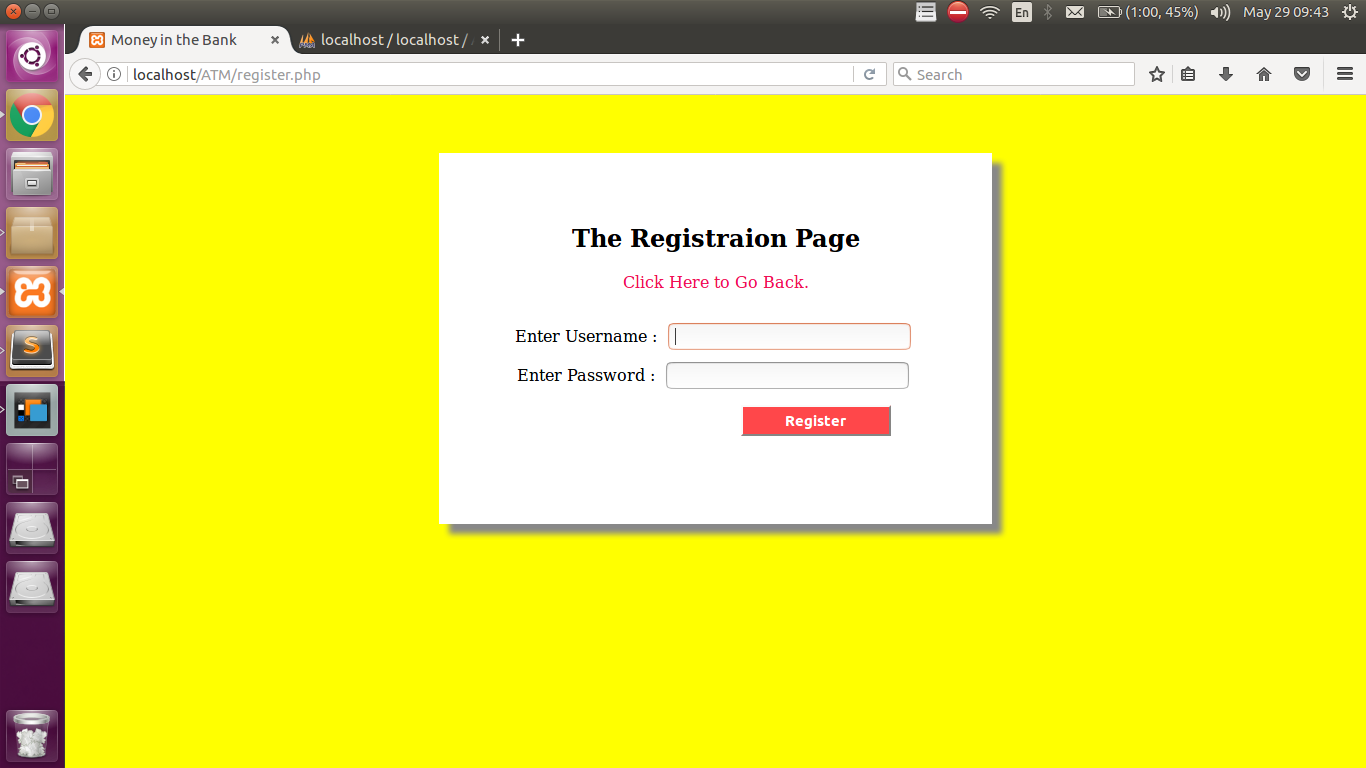 En (1:00, 45%) May 29 09:43
Money in the Bank localhost / localhost /
localhost/ATM/register.php Search
The Registraion Page
Click Here to Go Back.
Enter Username :
Enter Password :
Register